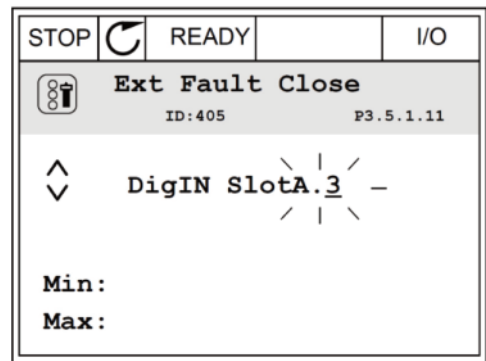 STOP READY I/O
Ext Fault Close
ID:405 P3.5.1.11
DigIN SlotA.3 _
Min:
Max: